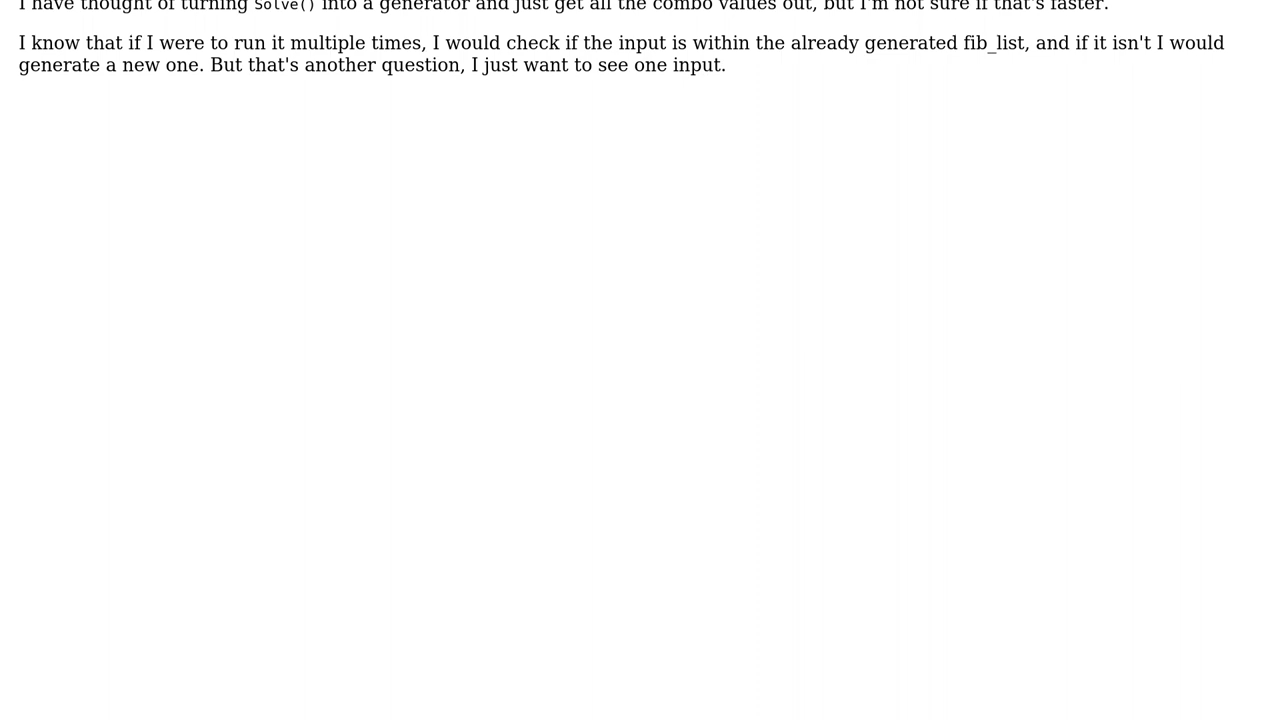 I have thought of turning Solve() into a generator and just get all the combo values out, but I'm not sure if that's faster.
I know that if I were to run it multiple times, I would check if the input is within the already generated fib_list, and if it isn't I would
generate a new one. But that's another question, I just want to see one input.